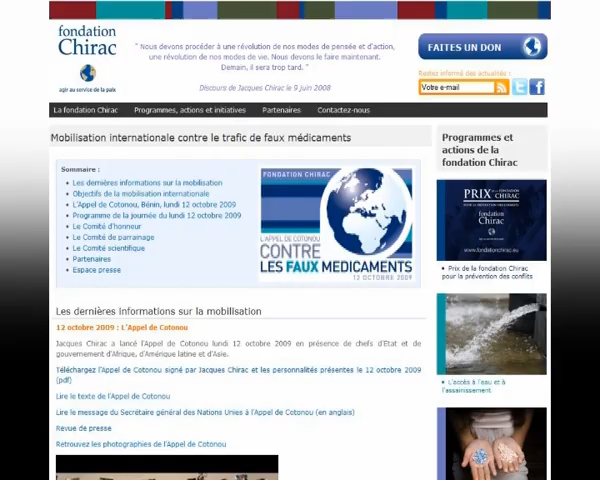 fondation
Chirac
agir au service de la paix
" Nous devons procéder à une révolution de nos modes de pensée et d'action,
une révolution de nos modes de vie. Nous devons le faire maintenant.
Demain, il sera trop tard. "
Discours de Jacques Chirac le 9 juin 2008
FAITES UN DON
Restez informé des actualités :
Votre e-mail
La fondation Chirac
Programmes, actions et initiatives
Partenaires
Contactez-nous
Mobilisation internationale contre le trafic de faux médicaments
Sommaire :
Les dernières informations sur la mobilisation
Objectifs de la mobilisation internationale
L'Appel de Cotonou, Bénin, lundi 12 octobre 2009
Programme de la journée du lundi 12 octobre 2009
Le Comité d'honneur
Le Comité de parrainage
Le Comité scientifique
Partenaires
Espace presse
FONDATION CHIRAC
L'APPEL DE COTONOU
CONTRE
LES FAUX MEDICAMENTS
12 OCTOBRE 2009
Les dernières informations sur la mobilisation
12 octobre 2009 : L'Appel de Cotonou
Jacques Chirac a lancé l'Appel de Cotonou lundi 12 octobre 2009 en présence de chefs d'Etat et de
gouvernement d'Afrique, d'Amérique latine et d'Asie.
Téléchargez l'Appel de Cotonou signé par Jacques Chirac et les personnalités présentes le 12 octobre 2009
(pdf)
Lire le texte de l'Appel de Cotonou
Lire le message du Secrétaire général des Nations Unies à l'Appel de Cotonou (en anglais)
Revue de presse
Retrouvez les photographies de l'Appel de Cotonou
Programmes et
actions de la
fondation Chirac
PRIX de la FONDATION
CHIRAC
fondation
Chirac
www.fondationchirac.eu
Prix de la fondation Chirac
pour la prévention des conflits
L'accès à l'eau et à
l'assainissement